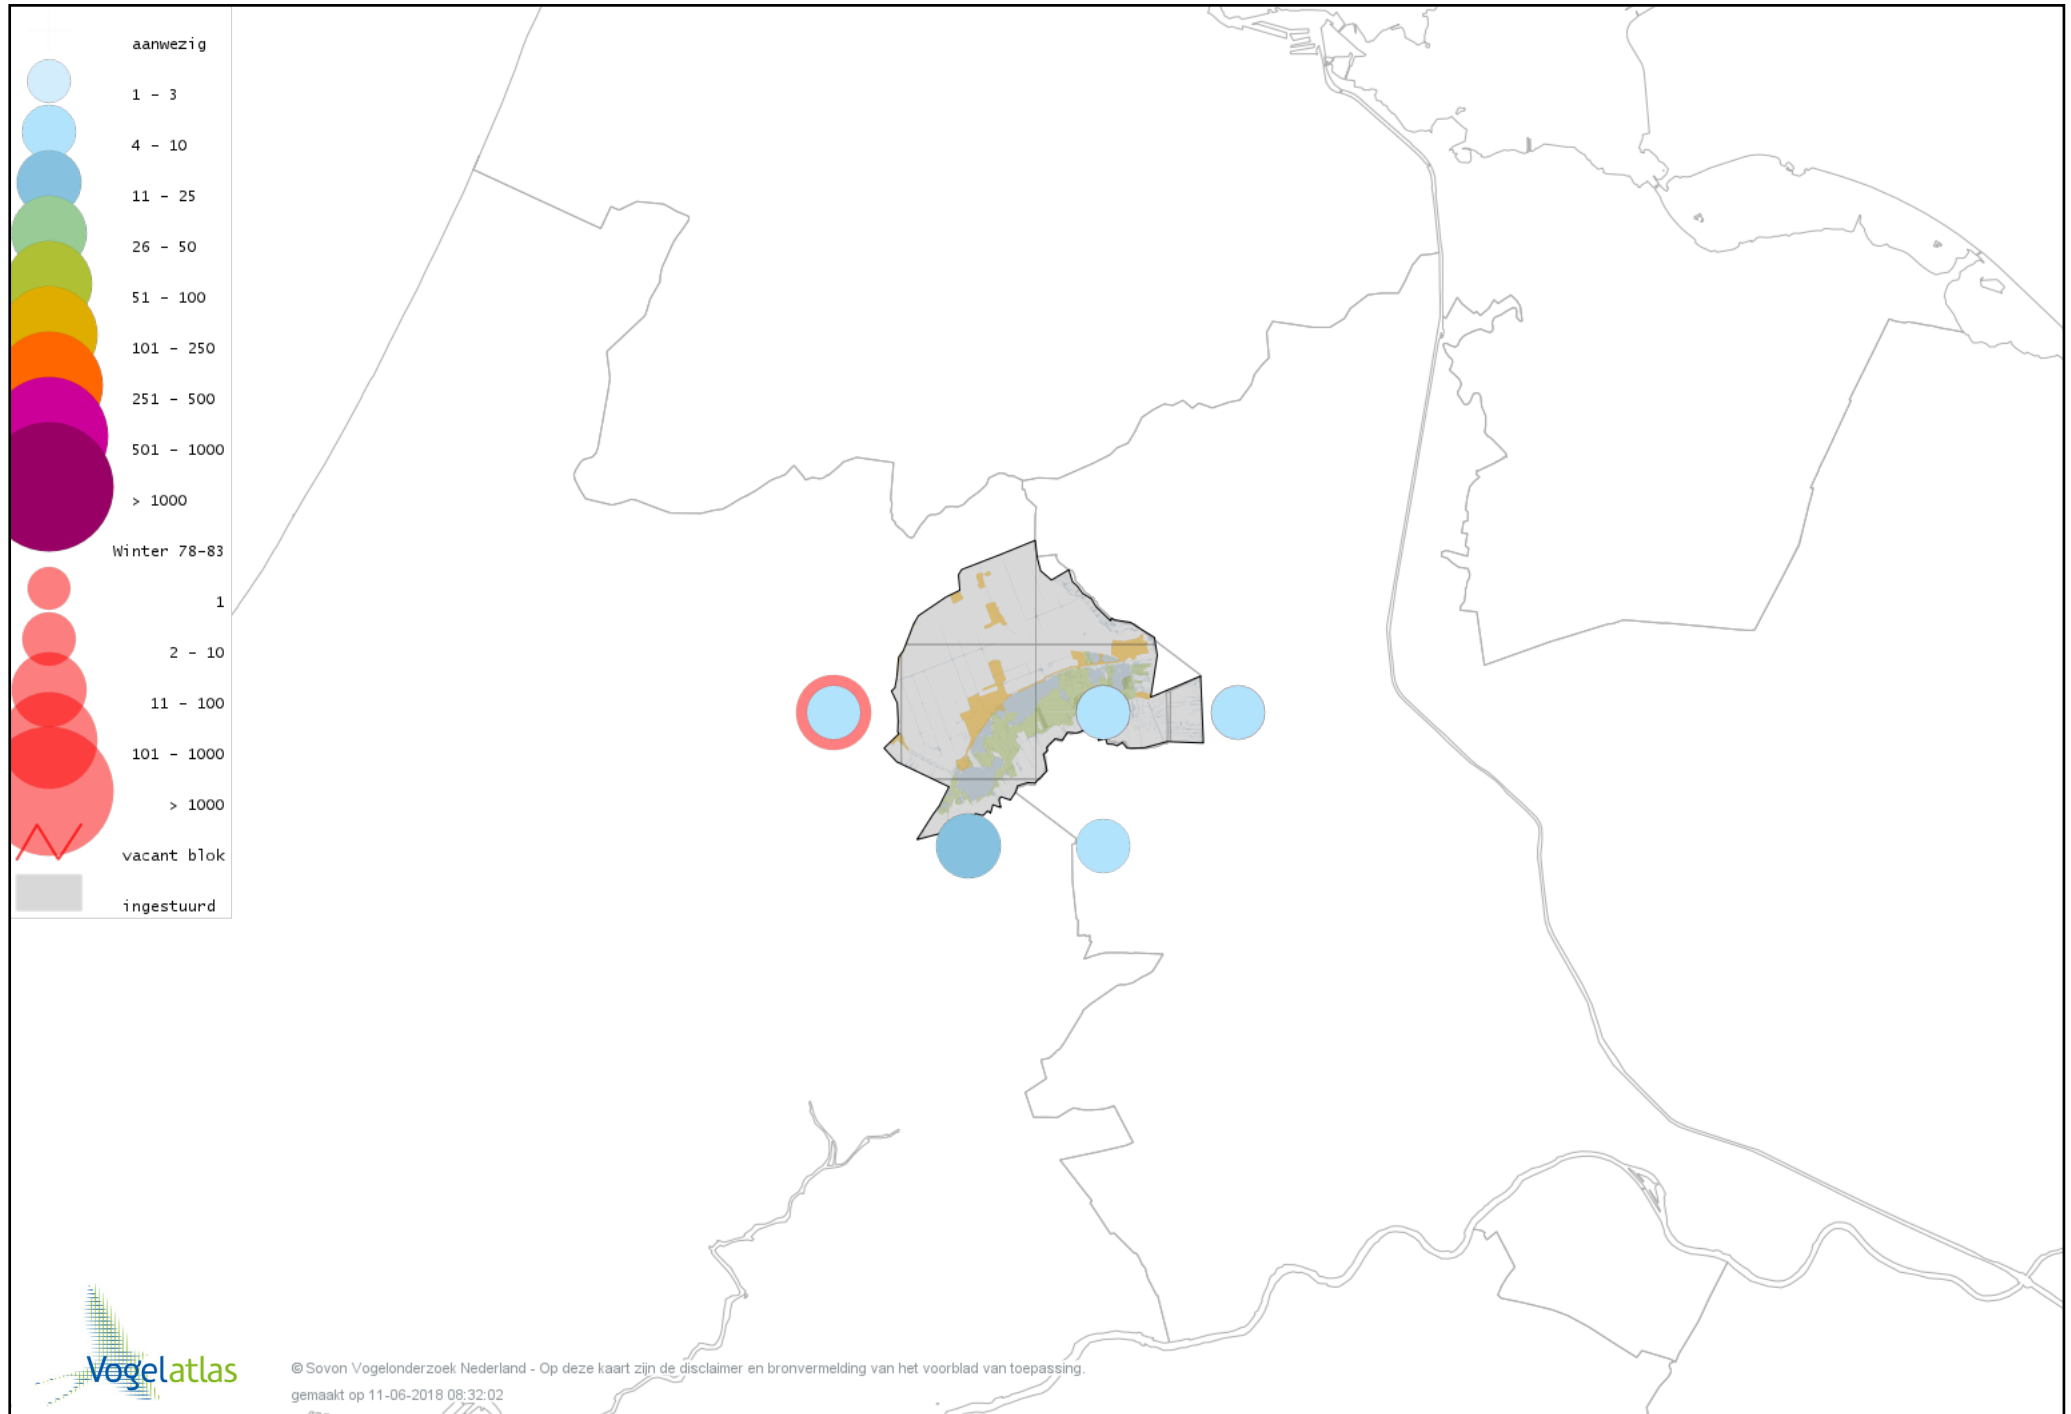 aanwezig
1 - 3
4 - 10
11 - 25
26 - 50
51 - 100
101 - 250
251 - 500
501 - 1000
> 1000
Winter 78-83
1
2 - 10
11 - 100
101 - 1000
> 1000
vacant blok
ingestuurd
Vogelatlas
© Sovon Vogelonderzoek Nederland - Op deze kaart zijn de disclaimer en bronvermelding van het voorblad van toepassing.
gemaakt op 11-06-2018 08:32:02